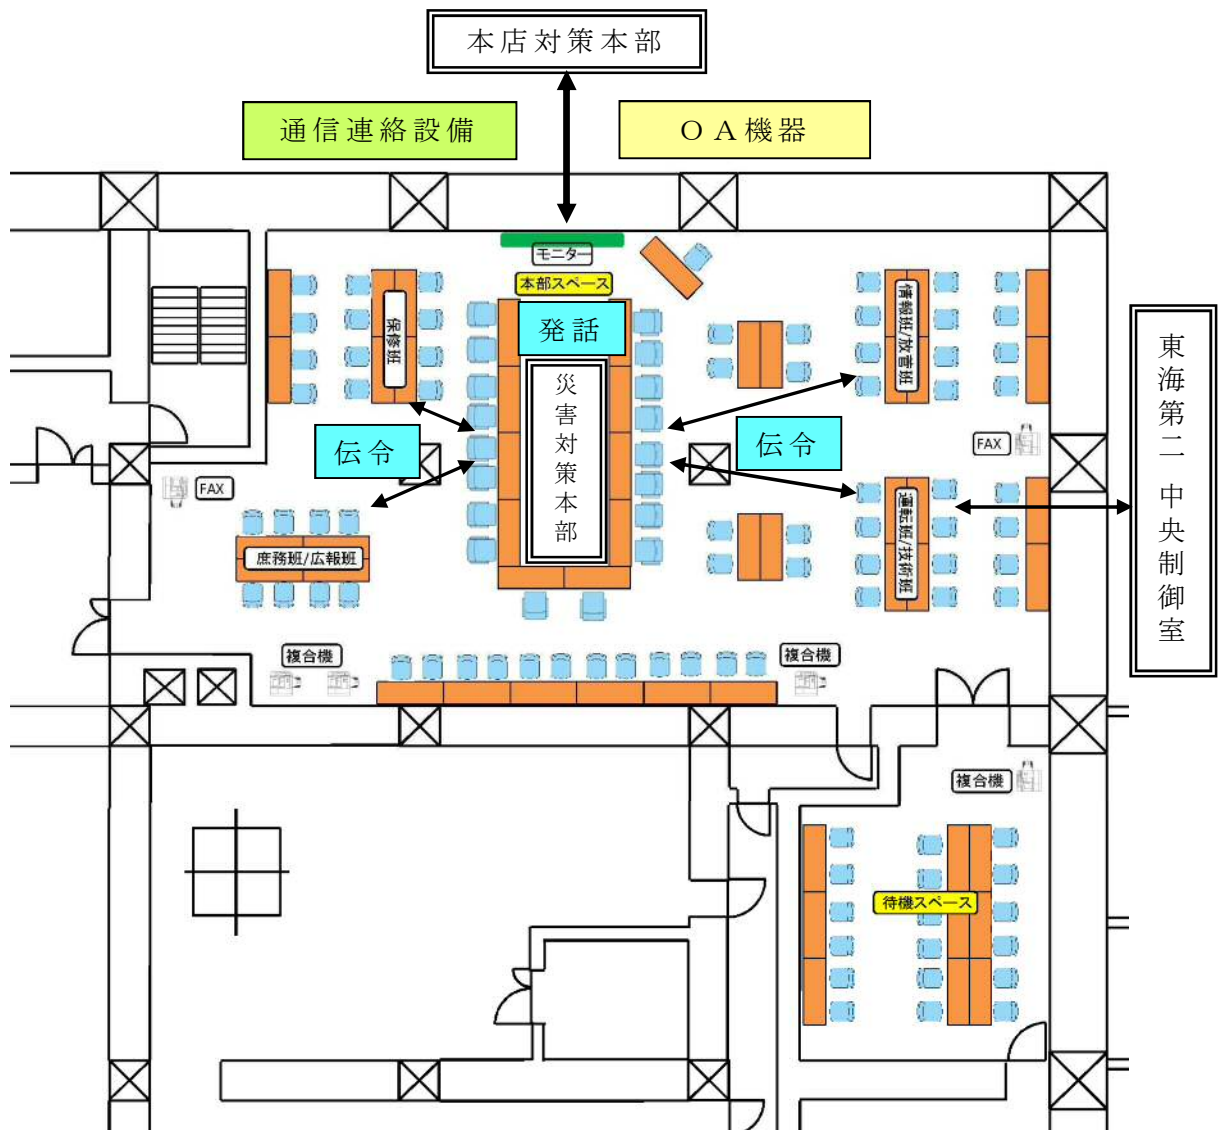 本店対策本部
通信連絡設備
ＯＡ機器
モニター
本部スペース
発話
災害対策本部
保修班
情報班/放管班
伝令
伝令
FAX
FAX
運転班/技術班
庶務班/広報班
東海第二 中央制御室
複合機
複合機
複合機
待機スペース